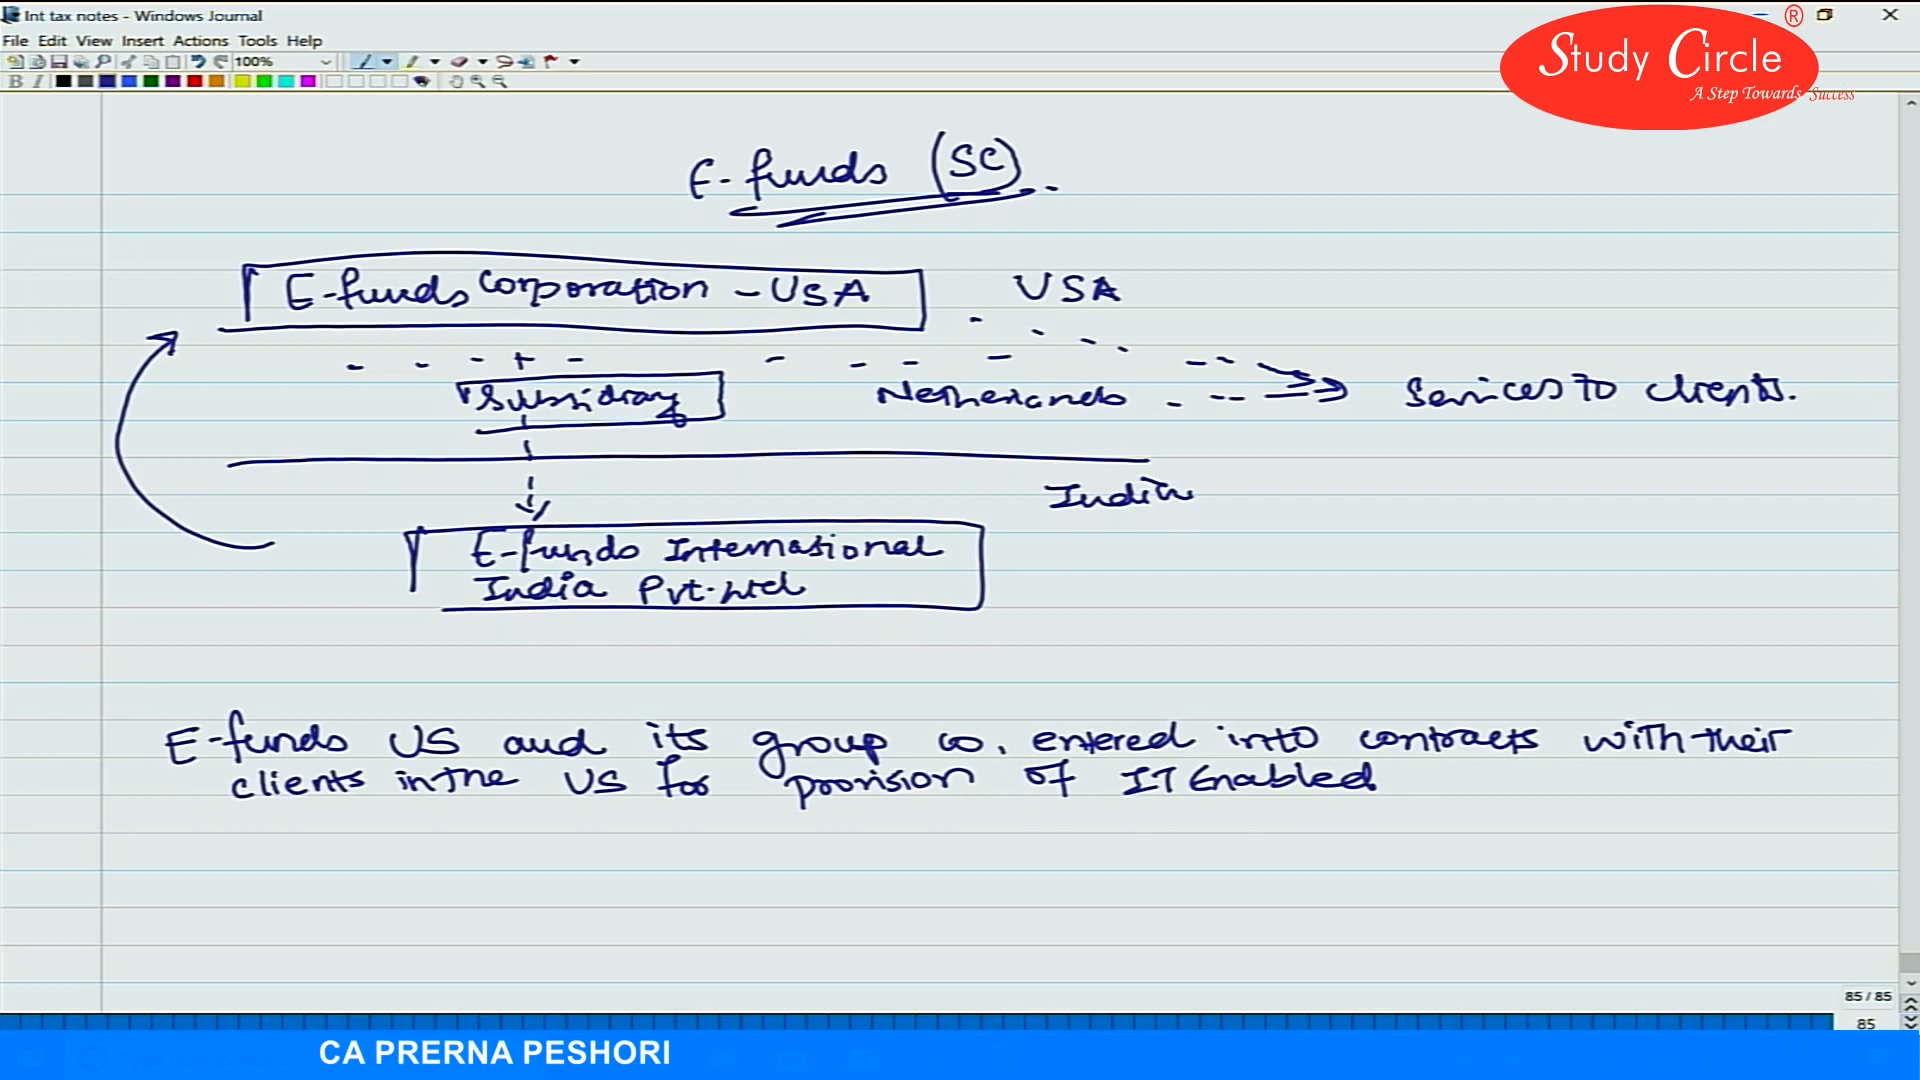 Int tax notes - Windows Journal
File Edit View Insert Actions Tools Help
100%
B I
Study Circle ®
A Step Towards Success
E-funds (SC)
E-funds Corporation - USA USA
Subsidiary Netherlands Services to clients.
India
E-funds International
India Pvt. Ltd
E-funds US and its group co. entered into contracts with their
clients in the US for provision of IT Enabled
85 / 85
85
CA PRERNA PESHORI